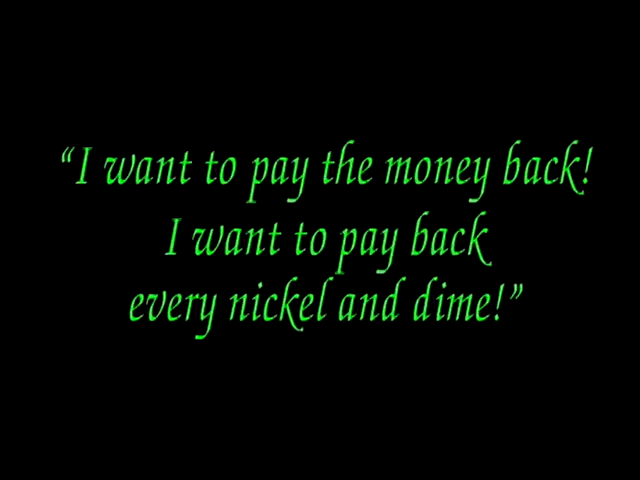 “I want to pay the money back!
I want to pay back
every nickel and dime!”